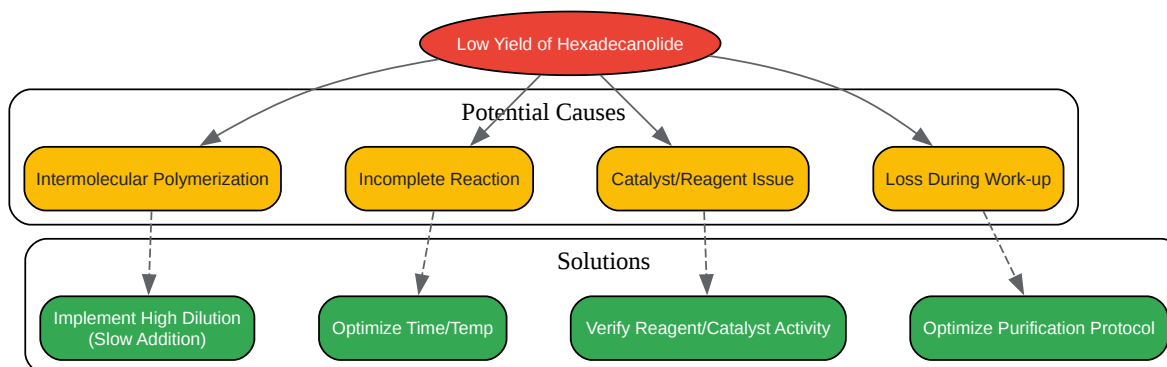 Low Yield of Hexadecanolide
Potential Causes
Intermolecular Polymerization
Incomplete Reaction
Catalyst/Reagent Issue
Loss During Work-up
Solutions
Implement High Dilution
(Slow Addition)
Optimize Time/Temp
Verify Reagent/Catalyst Activity
Optimize Purification Protocol